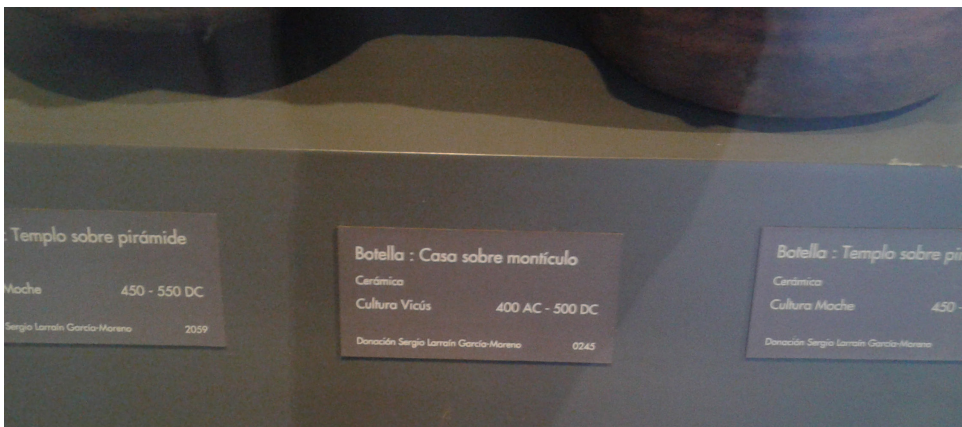 : Templo sobre pirámide
Moche 450 - 550 DC
Sergio Larraín García-Moreno 2059
Botella : Casa sobre montículo
Cerámica
Cultura Vicús 400 AC - 500 DC
Donación Sergio Larraín García-Moreno 0245
Botella : Templo sobre pi
Cerámica
Cultura Moche 450 -
Donación Sergio Larraín García-Moreno